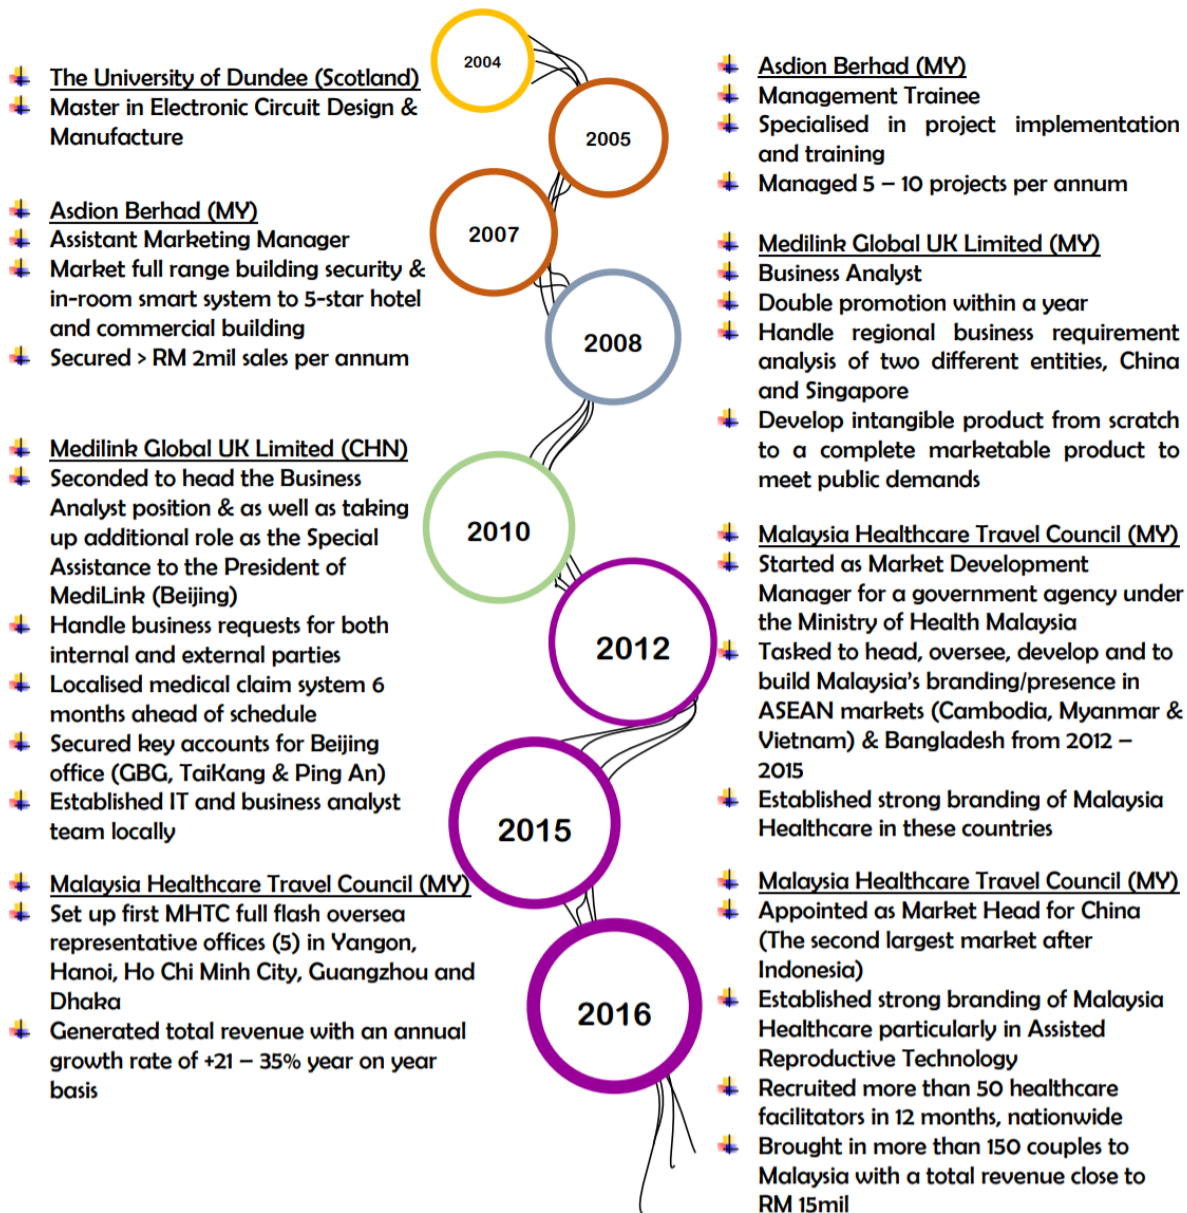 2004
The University of Dundee (Scotland)
Master in Electronic Circuit Design &
Manufacture
2005
Asdion Berhad (MY)
Management Trainee
Specialised in project implementation
and training
Managed 5 – 10 projects per annum
2007
Asdion Berhad (MY)
Assistant Marketing Manager
Market full range building security &
in-room smart system to 5-star hotel
and commercial building
Secured > RM 2mil sales per annum
2008
Medilink Global UK Limited (MY)
Business Analyst
Double promotion within a year
Handle regional business requirement
analysis of two different entities, China
and Singapore
Develop intangible product from scratch
to a complete marketable product to
meet public demands
2010
Medilink Global UK Limited (CHN)
Seconded to head the Business
Analyst position & as well as taking
up additional role as the Special
Assistance to the President of
MediLink (Beijing)
Handle business requests for both
internal and external parties
Localised medical claim system 6
months ahead of schedule
Secured key accounts for Beijing
office (GBG, TaiKang & Ping An)
Established IT and business analyst
team locally
2012
Malaysia Healthcare Travel Council (MY)
Started as Market Development
Manager for a government agency under
the Ministry of Health Malaysia
Tasked to head, oversee, develop and to
build Malaysia's branding/presence in
ASEAN markets (Cambodia, Myanmar &
Vietnam) & Bangladesh from 2012 –
2015
Established strong branding of Malaysia
Healthcare in these countries
2015
Malaysia Healthcare Travel Council (MY)
Set up first MHTC full flash oversea
representative offices (5) in Yangon,
Hanoi, Ho Chi Minh City, Guangzhou and
Dhaka
Generated total revenue with an annual
growth rate of +21 – 35% year on year
basis
2016
Malaysia Healthcare Travel Council (MY)
Appointed as Market Head for China
(The second largest market after
Indonesia)
Established strong branding of Malaysia
Healthcare particularly in Assisted
Reproductive Technology
Recruited more than 50 healthcare
facilitators in 12 months, nationwide
Brought in more than 150 couples to
Malaysia with a total revenue close to
RM 15mil